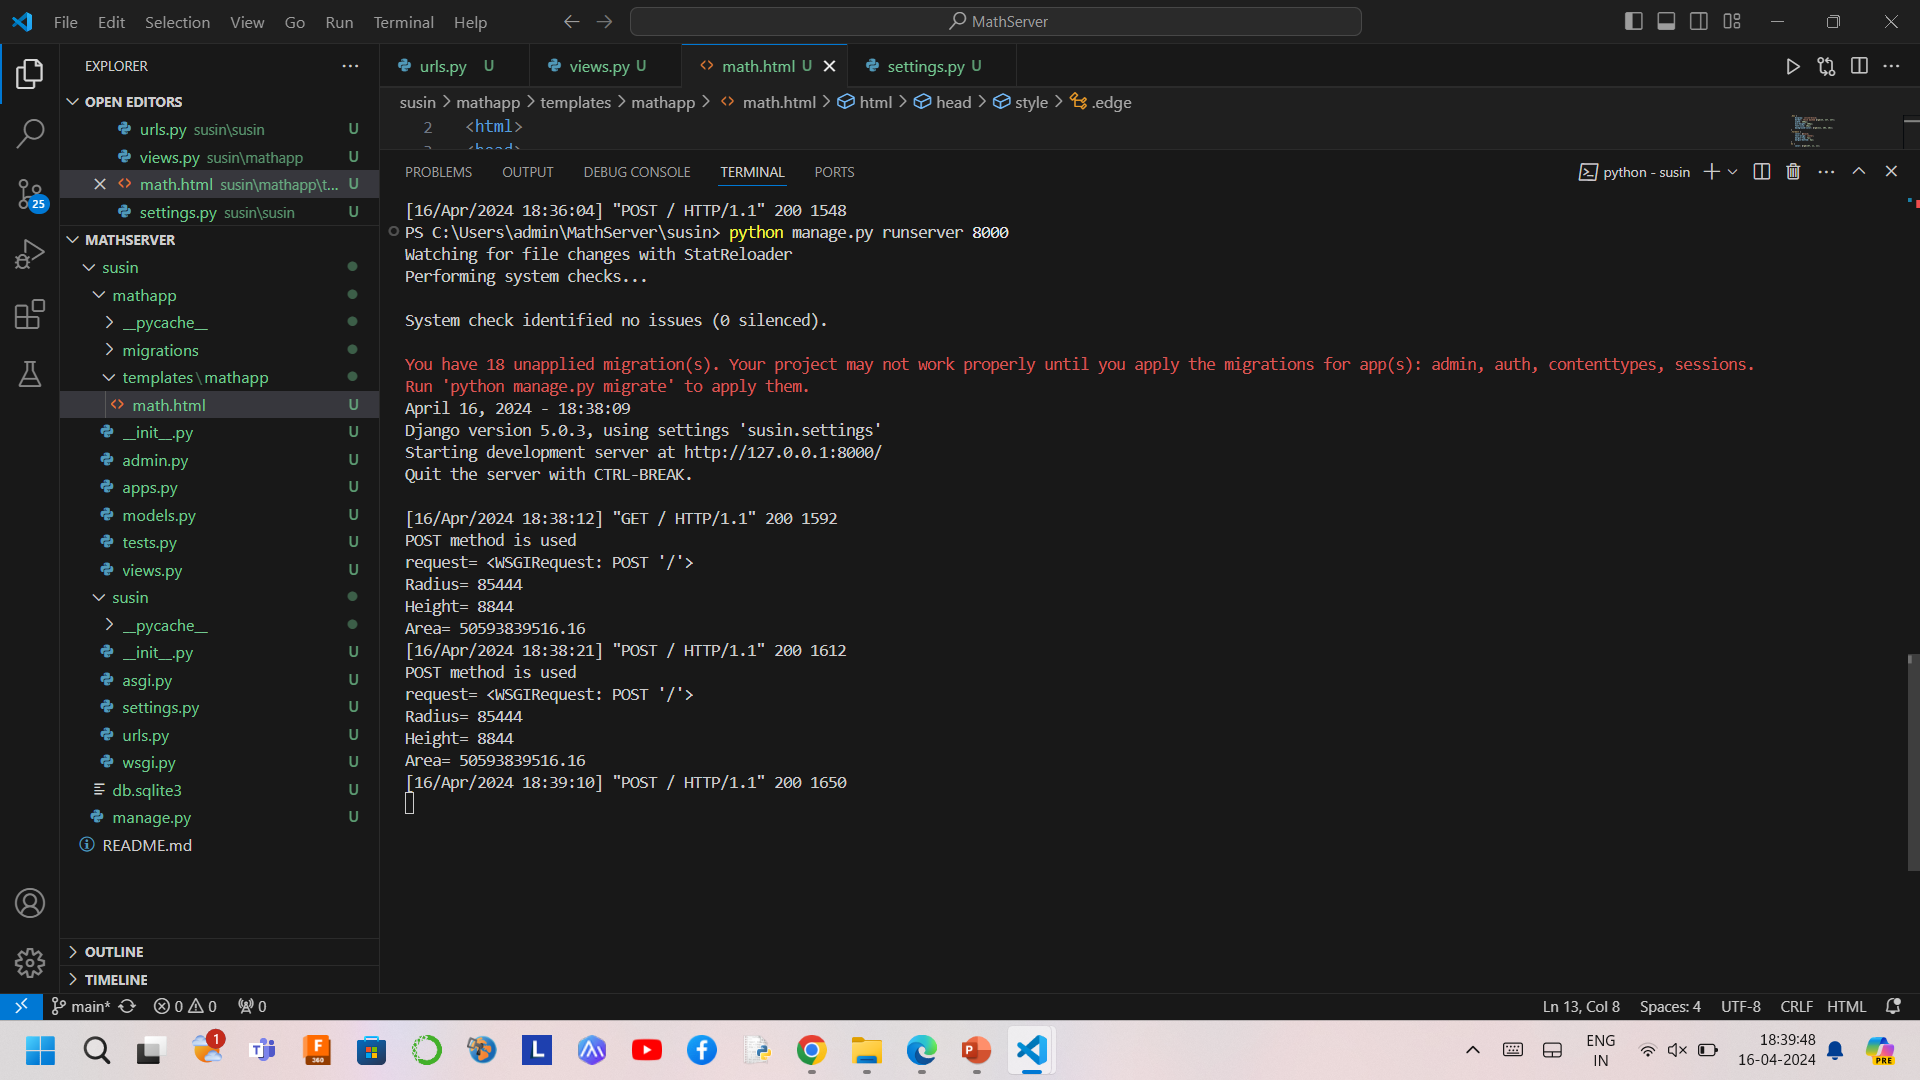 File Edit Selection View Go Run Terminal Help
MathServer
EXPLORER
OPEN EDITORS
urls.py susin\susin U
views.py susin\mathapp U
math.html susin\mathapp\t... U
settings.py susin\susin U
MATHSERVER
susin
mathapp
__pycache__
migrations
templates\mathapp
math.html U
__init__.py U
admin.py U
apps.py U
models.py U
tests.py U
views.py U
susin
__pycache__
__init__.py U
asgi.py U
settings.py U
urls.py U
wsgi.py U
db.sqlite3 U
manage.py U
README.md
OUTLINE
TIMELINE
25
urls.py U views.py U math.html U settings.py U
susin > mathapp > templates > mathapp > math.html > html > head > style > .edge
2 <html>
3 <head>
PROBLEMS OUTPUT DEBUG CONSOLE TERMINAL PORTS
python - susin
[16/Apr/2024 18:36:04] "POST / HTTP/1.1" 200 1548
PS C:\Users\admin\MathServer\susin> python manage.py runserver 8000
Watching for file changes with StatReloader
Performing system checks...
System check identified no issues (0 silenced).
You have 18 unapplied migration(s). Your project may not work properly until you apply the migrations for app(s): admin, auth, contenttypes, sessions.
Run 'python manage.py migrate' to apply them.
April 16, 2024 - 18:38:09
Django version 5.0.3, using settings 'susin.settings'
Starting development server at http://127.0.0.1:8000/
Quit the server with CTRL-BREAK.
[16/Apr/2024 18:38:12] "GET / HTTP/1.1" 200 1592
POST method is used
request= <WSGIRequest: POST '/'>
Radius= 85444
Height= 8844
Area= 50593839516.16
[16/Apr/2024 18:38:21] "POST / HTTP/1.1" 200 1612
POST method is used
request= <WSGIRequest: POST '/'>
Radius= 85444
Height= 8844
Area= 50593839516.16
[16/Apr/2024 18:39:10] "POST / HTTP/1.1" 200 1650
main* 0 0 0
Ln 13, Col 8 Spaces: 4 UTF-8 CRLF HTML
1
F
360
L
P
ENG
IN
18:39:48
16-04-2024
PRE